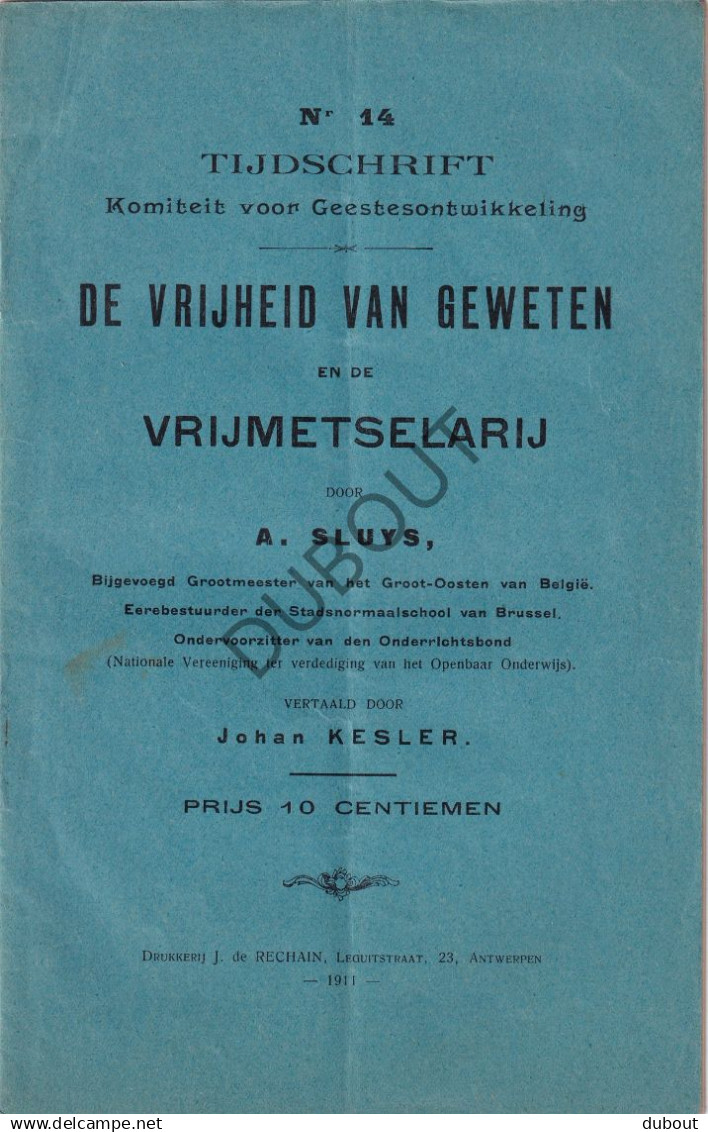 Nr 14
TIJDSCHRIFT
Komiteit voor Geestesontwikkeling
DE VRIJHEID VAN GEWETEN
EN DE
VRIJMETSELARIJ
DOOR
A. SLUYS,
Bijgevoegd Grootmeester van het Groot-Oosten van België.
Eerebestuurder der Stadsnormaalschool van Brussel.
Ondervoorzitter van den Onderrichtsbond
(Nationale Vereeniging ter verdediging van het Openbaar Onderwijs).
VERTAALD DOOR
Johan KESLER.
PRIJS 10 CENTIEMEN
DRUKKERIJ J. de RECHAIN, LEGUITSTRAAT, 23, ANTWERPEN
— 1911 —
DUBOUT
delcampe.net
dubout